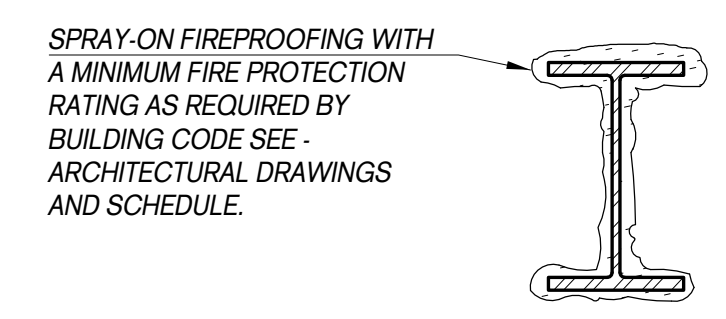 SPRAY-ON FIREPROOFING WITH
A MINIMUM FIRE PROTECTION
RATING AS REQUIRED BY
BUILDING CODE SEE -
ARCHITECTURAL DRAWINGS
AND SCHEDULE.